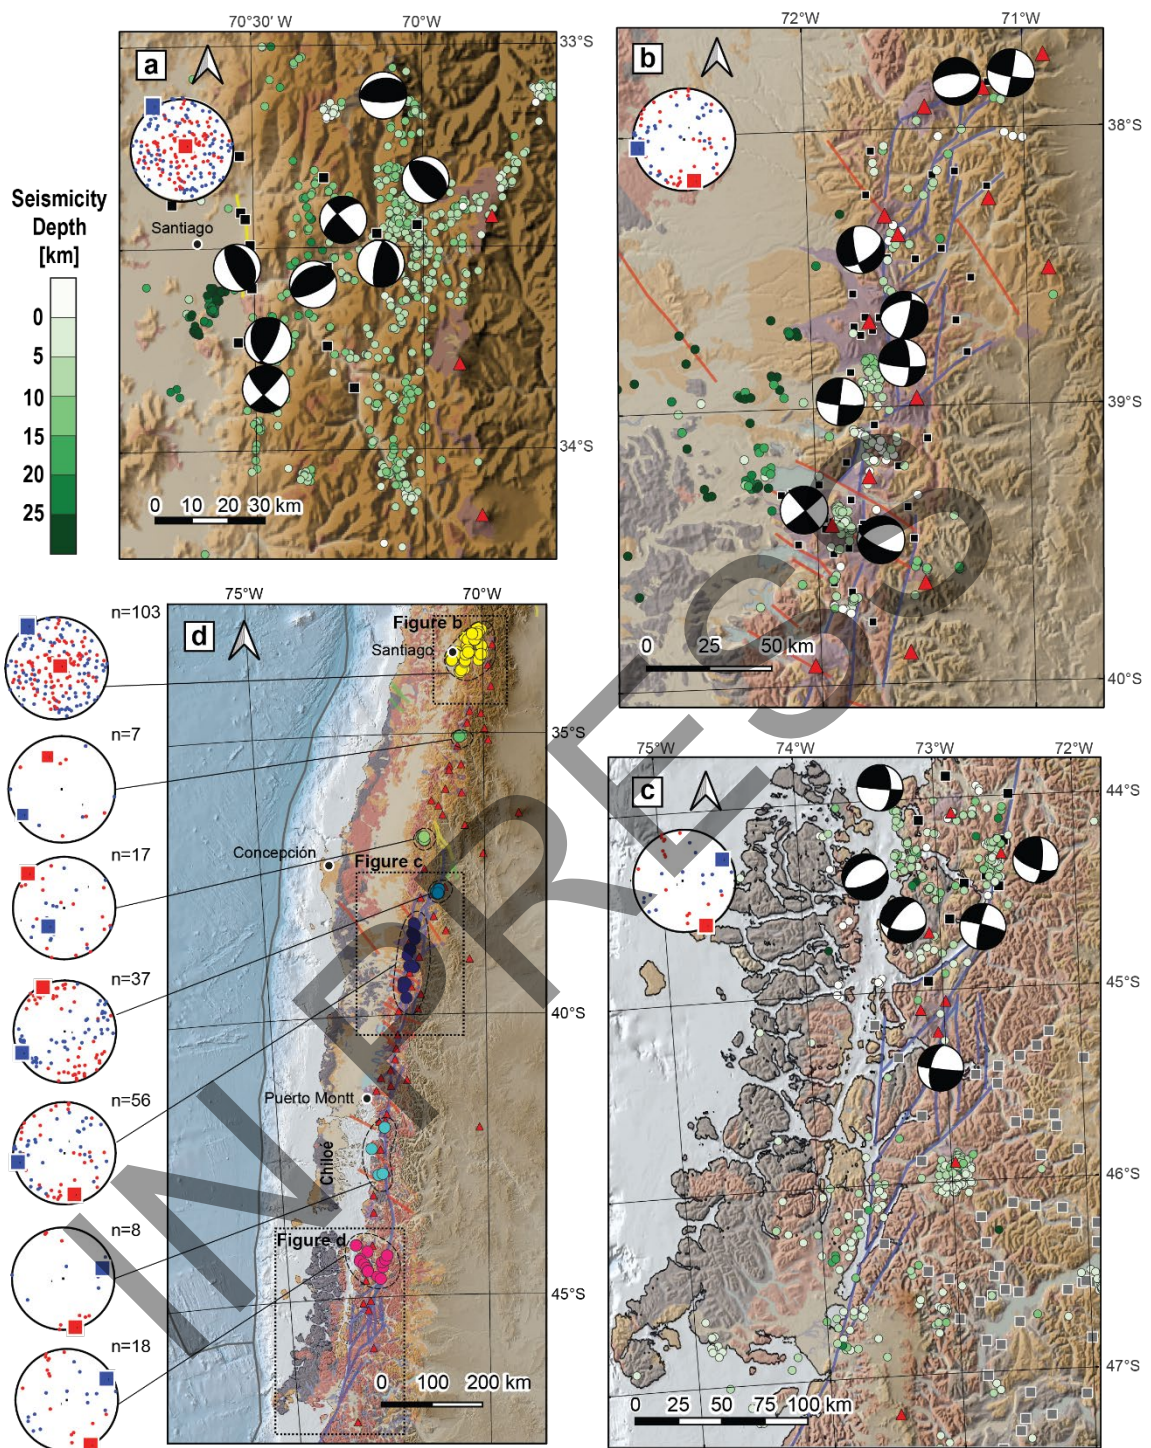 70°30' W
70°W
33°S
a
Santiago
34°S
0 10 20 30 km
Seismicity
Depth
[km]
0
5
10
15
20
25
72°W
71°W
b
38°S
39°S
40°S
0 25 50 km
75°W
70°W
d
Figure b
Santiago
35°S
Concepción
Figure c
40°S
Puerto Montt
Chiloé
Figure d
45°S
0 100 200 km
n=103
n=7
n=17
n=37
n=56
n=8
n=18
75°W
74°W
73°W
72°W
c
44°S
45°S
46°S
47°S
0 25 50 75 100 km
IN PRESS